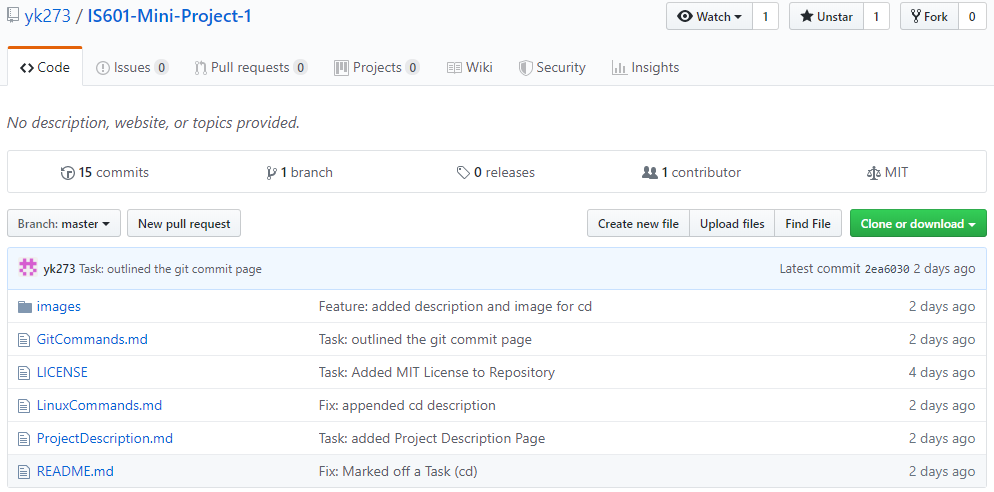 yk273 / IS601-Mini-Project-1 Watch 1 Unstar 1 Fork 0
Code Issues 0 Pull requests 0 Projects 0 Wiki Security Insights
No description, website, or topics provided.
15 commits 1 branch 0 releases 1 contributor MIT
Branch: master New pull request Create new file Upload files Find File Clone or download
yk273 Task: outlined the git commit page Latest commit 2ea6030 2 days ago
images Feature: added description and image for cd 2 days ago
GitCommands.md Task: outlined the git commit page 2 days ago
LICENSE Task: Added MIT License to Repository 4 days ago
LinuxCommands.md Fix: appended cd description 2 days ago
ProjectDescription.md Task: added Project Description Page 2 days ago
README.md Fix: Marked off a Task (cd) 2 days ago